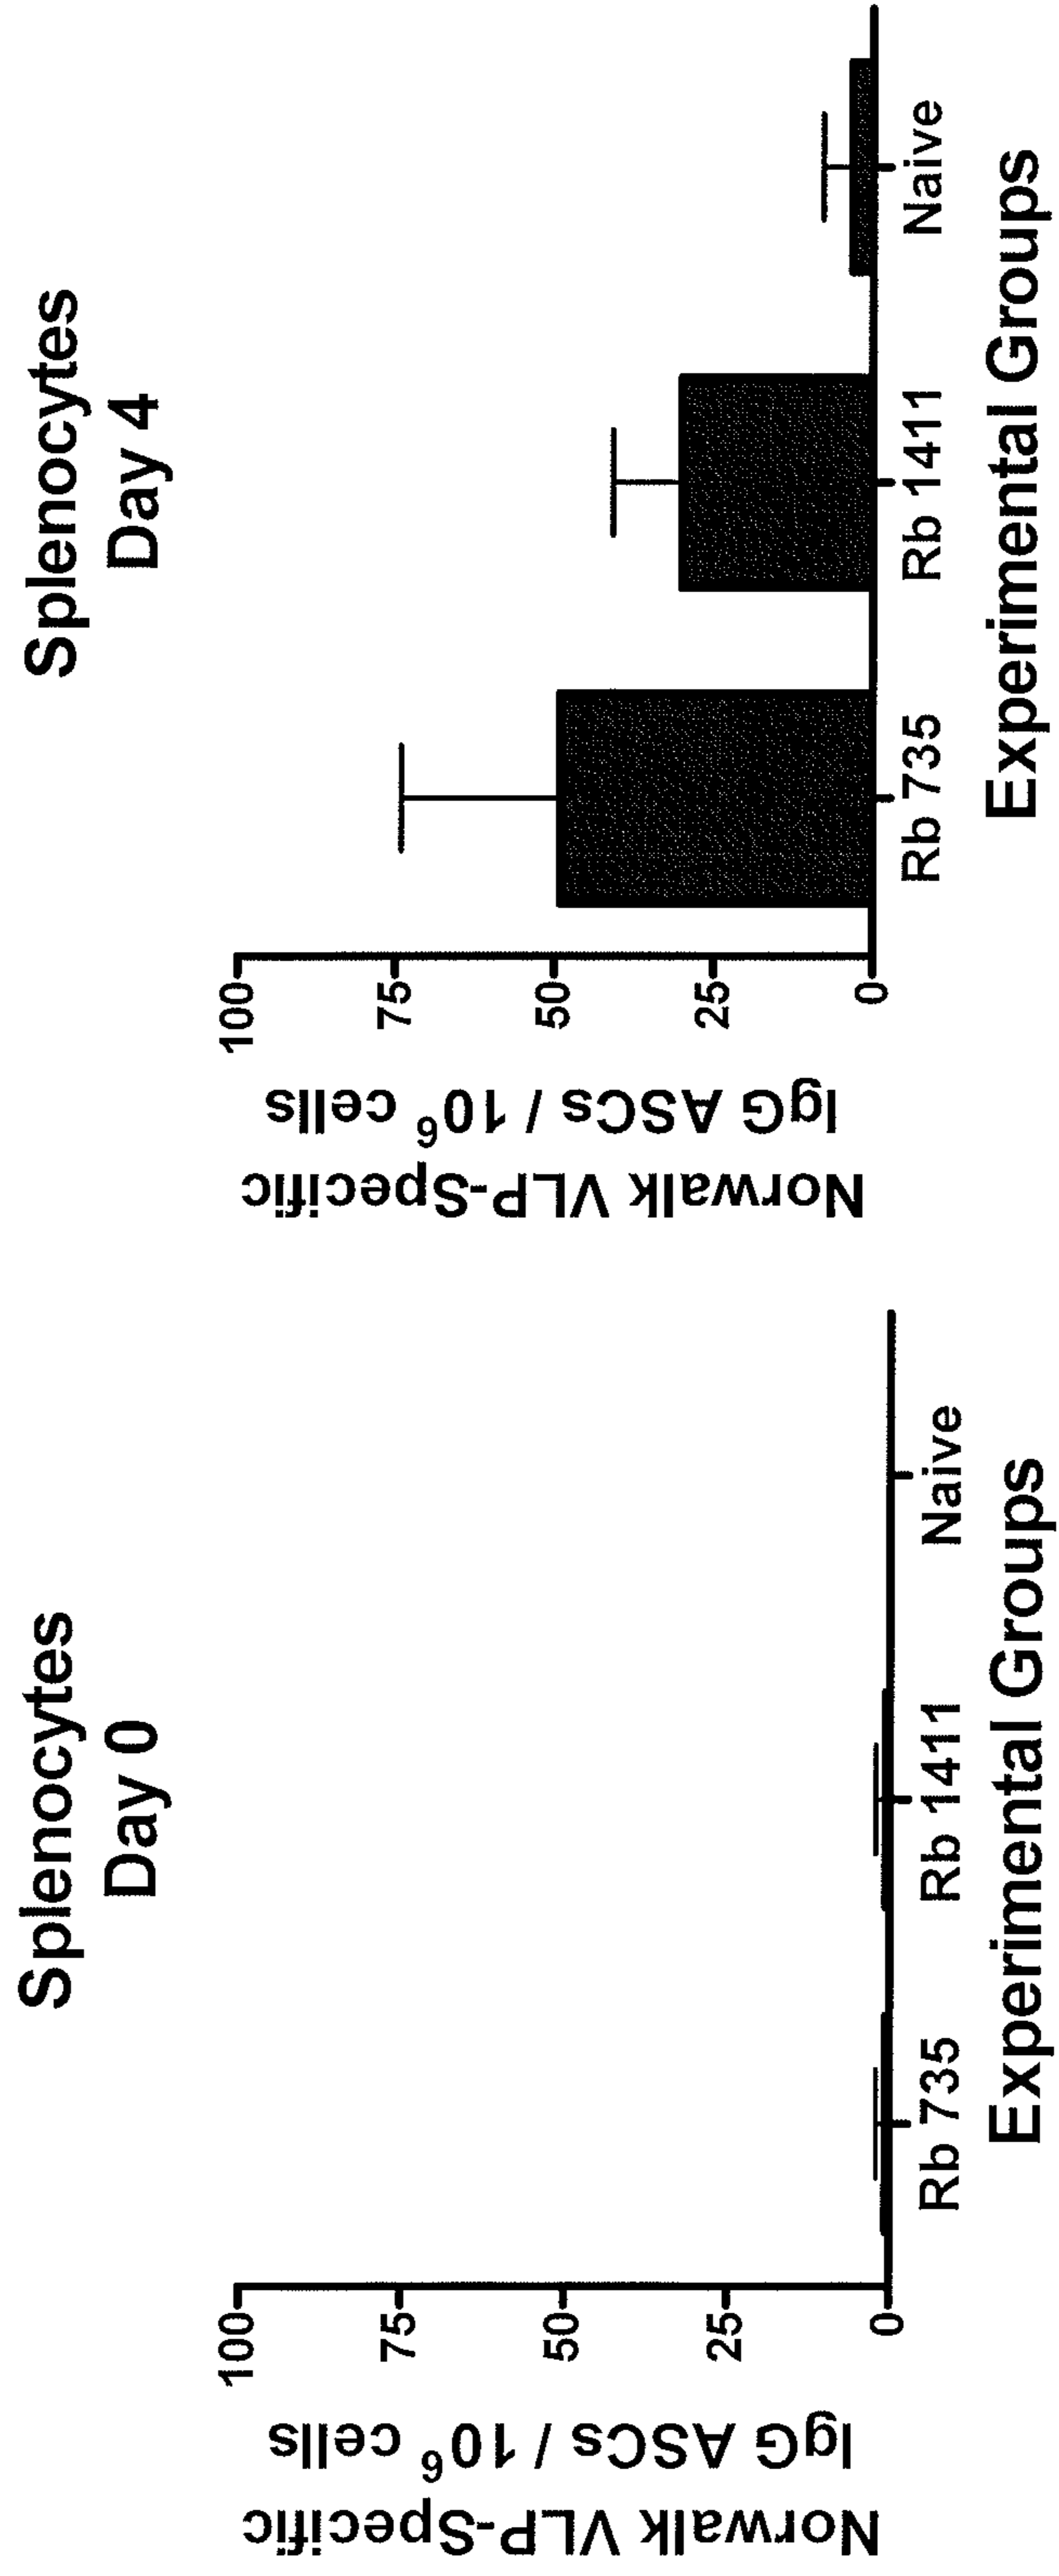 Splenocytes
Day 0
Norwalk VLP-Specific
IgG ASCs / 10⁶ cells
100
75
50
25
0
Rb 735 Rb 1411 Naive
Experimental Groups
Splenocytes
Day 4
Norwalk VLP-Specific
IgG ASCs / 10⁶ cells
100
75
50
25
0
Rb 735 Rb 1411 Naive
Experimental Groups